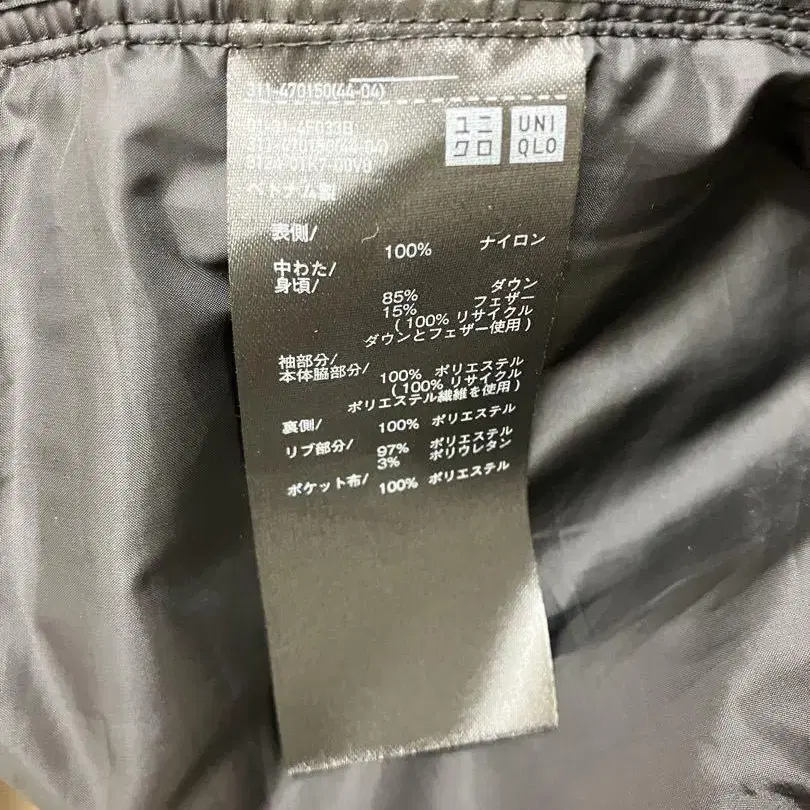 311-470150(44-04)
ユニ
クロ
UNI
QLO
311-470150(44-04)
ベトナム製
表側/
100% ナイロン
中わた/
身頃/
85% ダウン
15% フェザー
(100% リサイクル
ダウンとフェザー使用)
袖部分/
本体脇部分/
100% ポリエステル
(100% リサイクル
ポリエステル繊維を使用)
裏側/ 100% ポリエステル
リブ部分/ 97% ポリエステル
3% ポリウレタン
ポケット布/ 100% ポリエステル